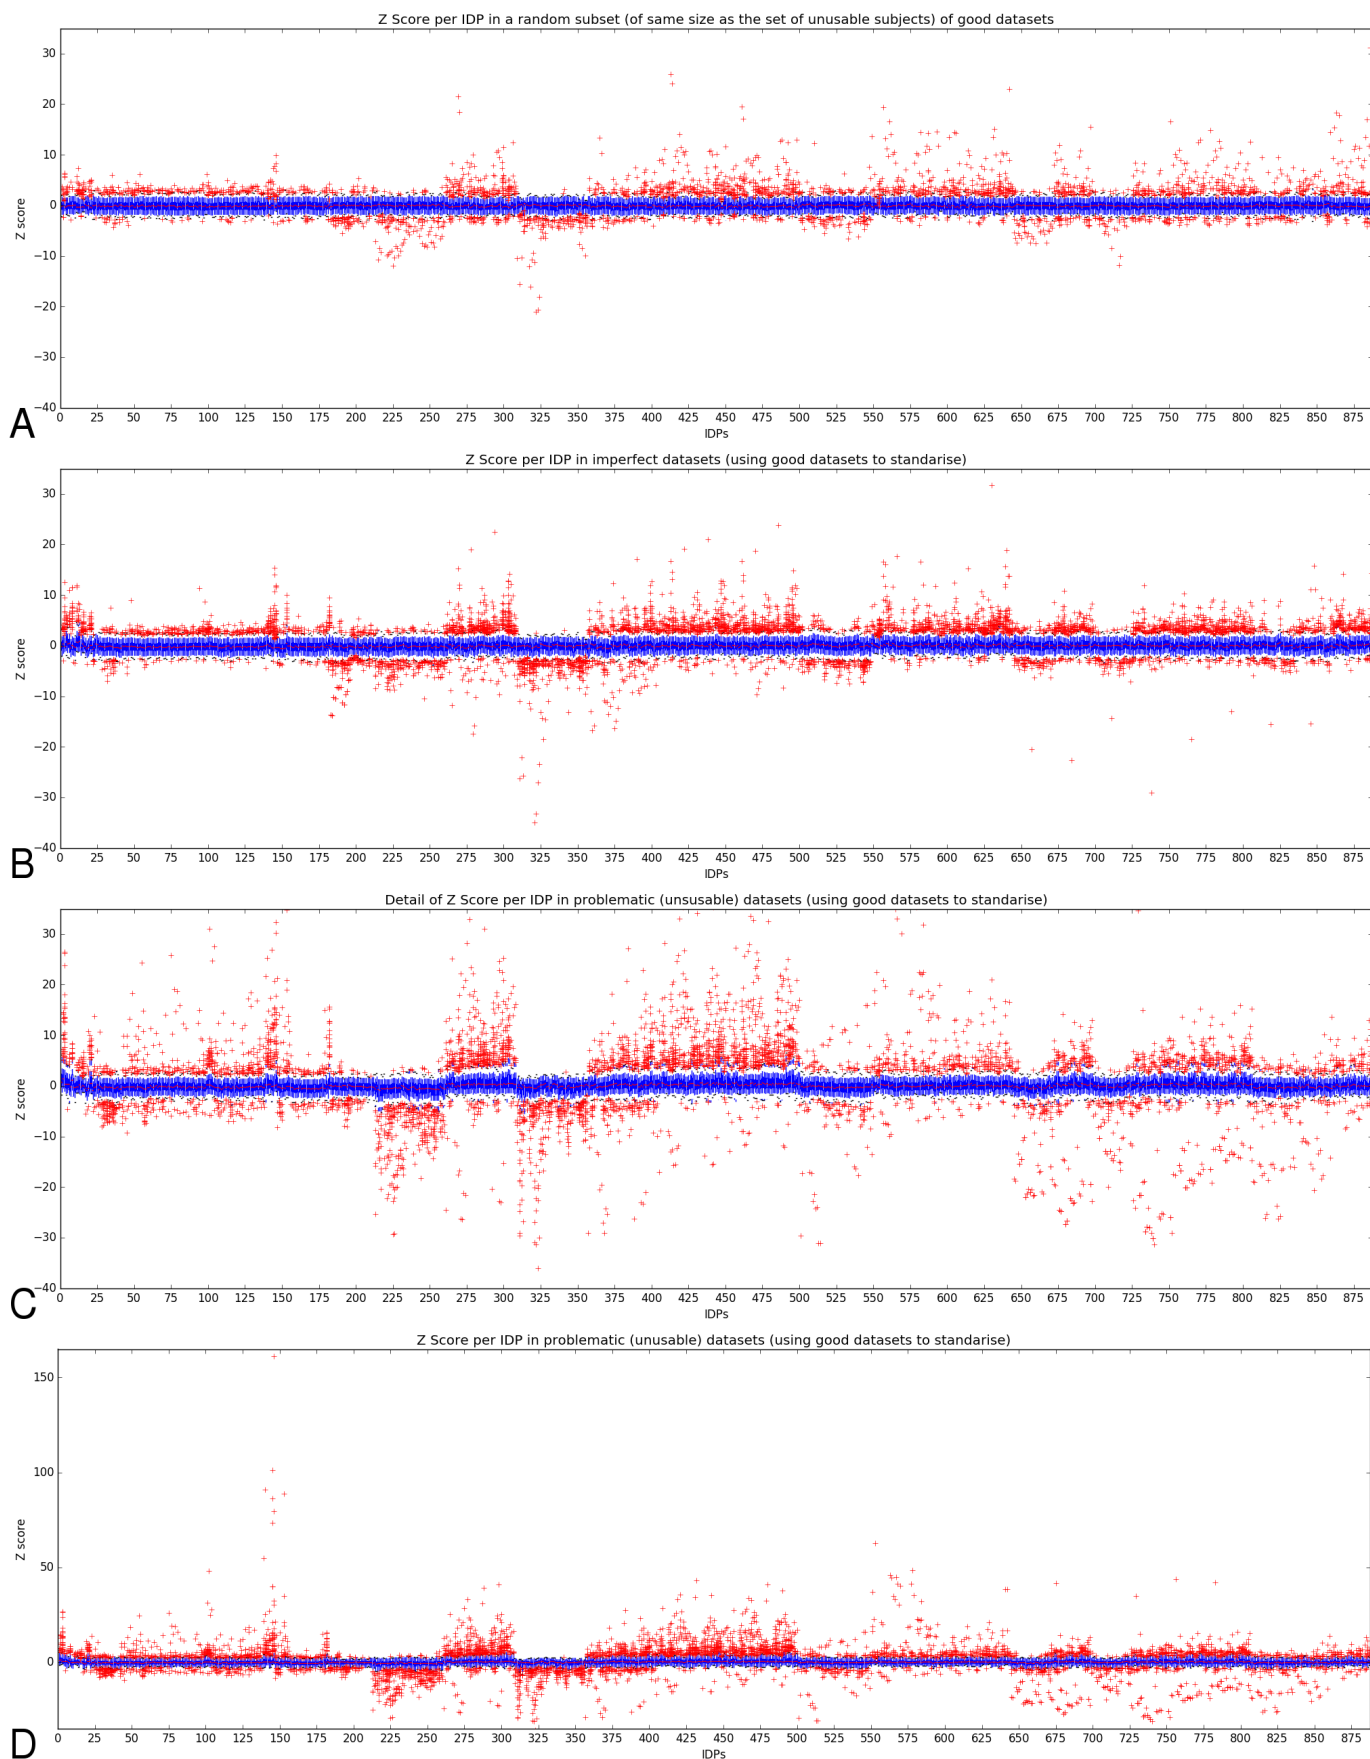 Z Score per IDP in a random subset (of same size as the set of unusable subjects) of good datasets
30
20
10
0
−10
−20
−30
−40
Z score
0 25 50 75 100 125 150 175 200 225 250 275 300 325 350 375 400 425 450 475 500 525 550 575 600 625 650 675 700 725 750 775 800 825 850 875
IDPs
A
Z Score per IDP in imperfect datasets (using good datasets to standarise)
30
20
10
0
−10
−20
−30
−40
Z score
0 25 50 75 100 125 150 175 200 225 250 275 300 325 350 375 400 425 450 475 500 525 550 575 600 625 650 675 700 725 750 775 800 825 850 875
IDPs
B
Detail of Z Score per IDP in problematic (unsusable) datasets (using good datasets to standarise)
30
20
10
0
−10
−20
−30
−40
Z score
0 25 50 75 100 125 150 175 200 225 250 275 300 325 350 375 400 425 450 475 500 525 550 575 600 625 650 675 700 725 750 775 800 825 850 875
IDPs
C
Z Score per IDP in problematic (unusable) datasets (using good datasets to standarise)
150
100
50
0
Z score
0 25 50 75 100 125 150 175 200 225 250 275 300 325 350 375 400 425 450 475 500 525 550 575 600 625 650 675 700 725 750 775 800 825 850 875
IDPs
D